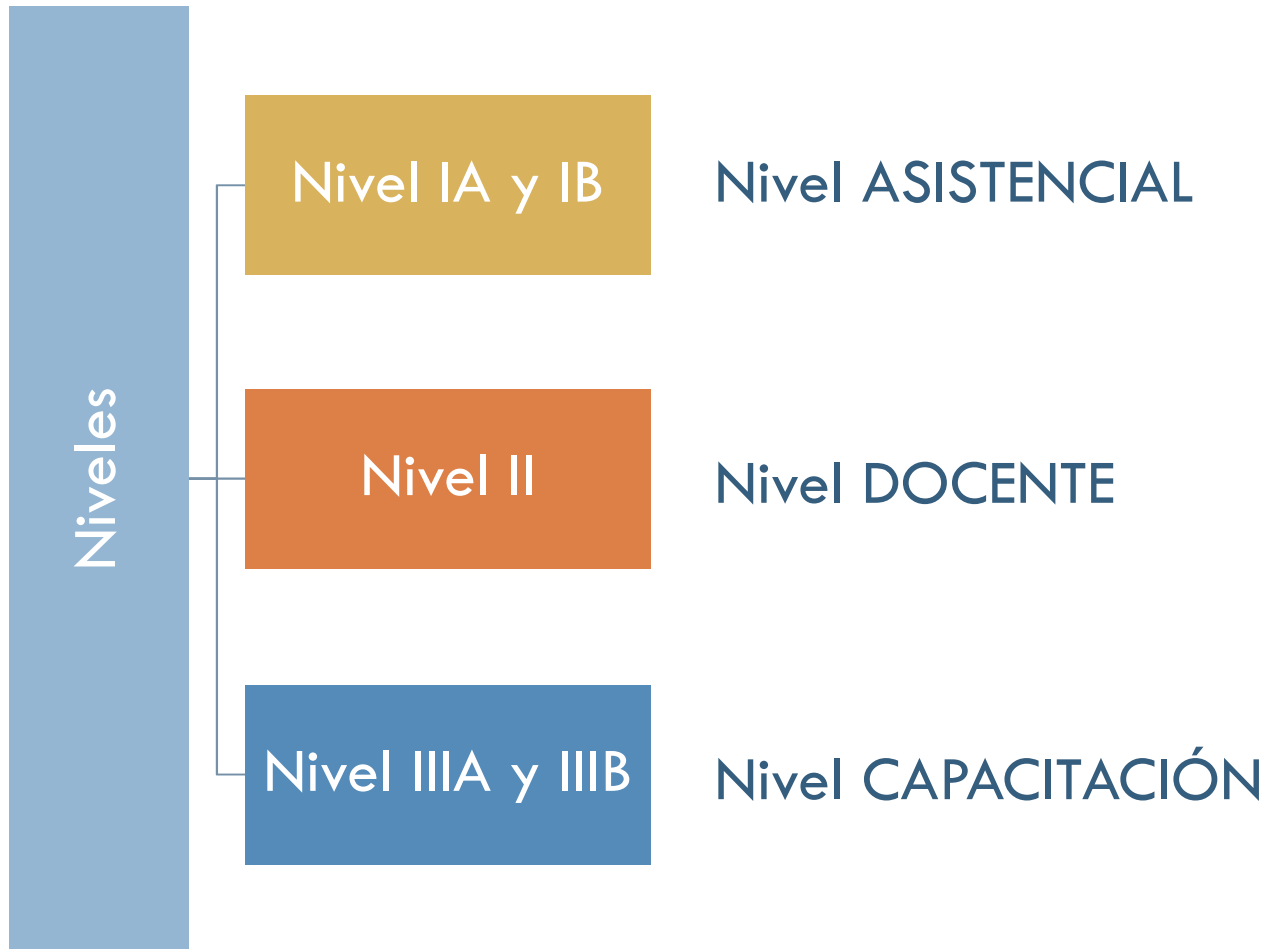 Niveles
Nivel IA y IB
Nivel ASISTENCIAL
Nivel II
Nivel DOCENTE
Nivel IIIA y IIIB
Nivel CAPACITACIÓN